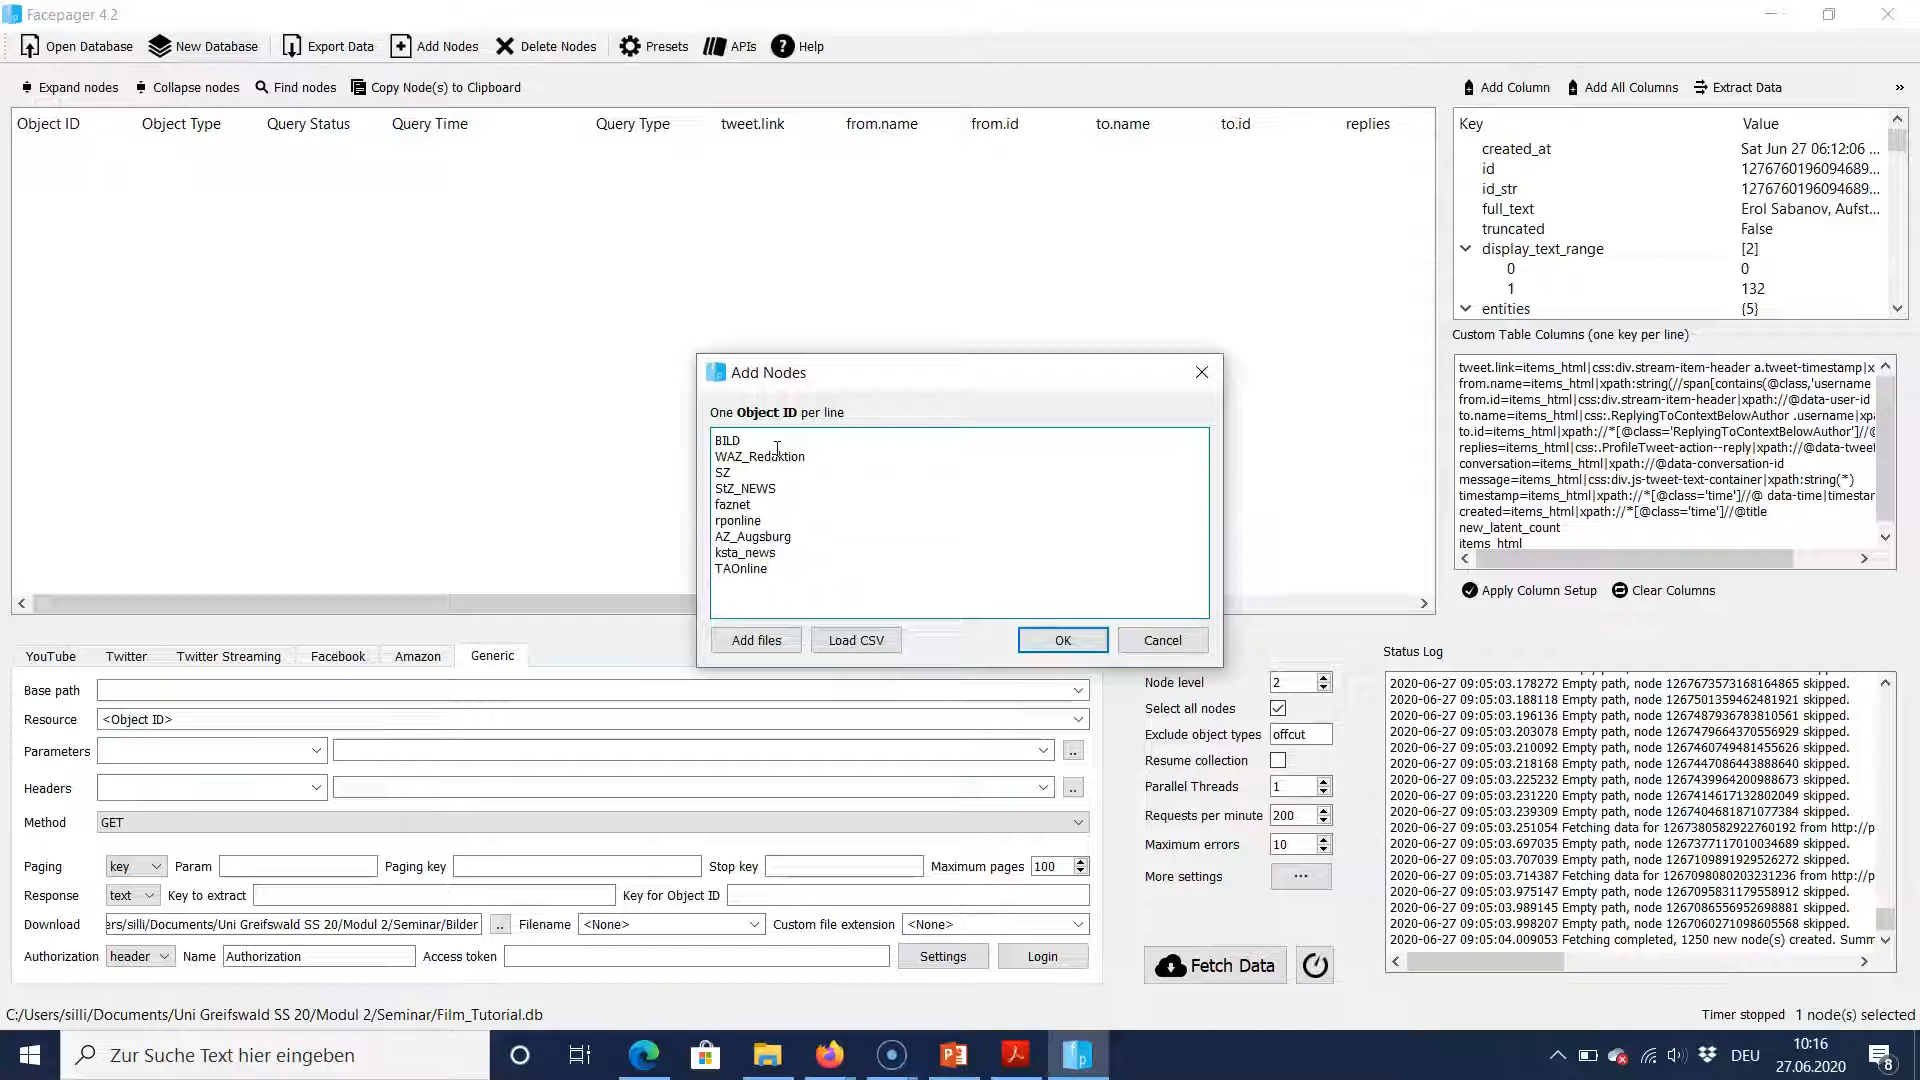 Facepager 4.2
Open Database New Database Export Data Add Nodes Delete Nodes Presets APIs Help
Expand nodes Collapse nodes Find nodes Copy Node(s) to Clipboard
Add Column Add All Columns Extract Data »
Object ID Object Type Query Status Query Time Query Type tweet.link from.name from.id to.name to.id replies
Key Value
created_at Sat Jun 27 06:12:06 ...
id 1276760196094689...
id_str 1276760196094689...
full_text Erol Sabanov, Aufst...
truncated False
display_text_range [2]
0 0
1 132
entities {5}
Custom Table Columns (one key per line)
tweet.link=items_html|css:div.stream-item-header a.tweet-timestamp|x
from.name=items_html|xpath:string(//span[contains(@class,'username
from.id=items_html|css:div.stream-item-header|xpath://@data-user-id
to.name=items_html|css:.ReplyingToContextBelowAuthor .username|xpa
to.id=items_html|xpath://*[@class='ReplyingToContextBelowAuthor']//@
replies=items_html|css:.ProfileTweet-action--reply|xpath://@data-tweet
conversation=items_html|xpath://@data-conversation-id
message=items_html|css:div.js-tweet-text-container|xpath:string(*)
timestamp=items_html|xpath://*[@class='time']//@ data-time|timestar
created=items_html|xpath://*[@class='time']//@title
new_latent_count
items_html
Apply Column Setup Clear Columns
Add Nodes
One Object ID per line
BILD
WAZ_Redaktion
SZ
StZ_NEWS
faznet
rponline
AZ_Augsburg
ksta_news
TAOnline
Add files Load CSV OK Cancel
YouTube Twitter Twitter Streaming Facebook Amazon Generic
Base path
Resource <Object ID>
Parameters ..
Headers ..
Method GET
Paging key Param Paging key Stop key Maximum pages 100
Response text Key to extract Key for Object ID
Download ers/silli/Documents/Uni Greifswald SS 20/Modul 2/Seminar/Bilder .. Filename <None> Custom file extension <None>
Authorization header Name Authorization Access token Settings Login
Node level 2
Select all nodes
Exclude object types offcut
Resume collection
Parallel Threads 1
Requests per minute 200
Maximum errors 10
More settings ...
Fetch Data
Status Log
2020-06-27 09:05:03.178272 Empty path, node 1267673573168164865 skipped.
2020-06-27 09:05:03.188118 Empty path, node 1267501359462481921 skipped.
2020-06-27 09:05:03.196136 Empty path, node 1267487936783810561 skipped.
2020-06-27 09:05:03.203078 Empty path, node 1267479664370556929 skipped.
2020-06-27 09:05:03.210092 Empty path, node 1267460749481455626 skipped.
2020-06-27 09:05:03.218168 Empty path, node 1267447086443888640 skipped.
2020-06-27 09:05:03.225232 Empty path, node 1267439964200988673 skipped.
2020-06-27 09:05:03.231220 Empty path, node 1267414617132802049 skipped.
2020-06-27 09:05:03.239309 Empty path, node 1267404681871077384 skipped.
2020-06-27 09:05:03.251054 Fetching data for 1267380582922760192 from http://p
2020-06-27 09:05:03.697035 Empty path, node 1267377117010034689 skipped.
2020-06-27 09:05:03.707039 Empty path, node 1267109891929526272 skipped.
2020-06-27 09:05:03.714387 Fetching data for 1267098080203231236 from http://p
2020-06-27 09:05:03.975147 Empty path, node 1267095831179558912 skipped.
2020-06-27 09:05:03.989145 Empty path, node 1267086556952698881 skipped.
2020-06-27 09:05:03.998207 Empty path, node 1267060271098605568 skipped.
2020-06-27 09:05:04.009053 Fetching completed, 1250 new node(s) created. Summ
C:/Users/silli/Documents/Uni Greifswald SS 20/Modul 2/Seminar/Film_Tutorial.db
Timer stopped 1 node(s) selected
Zur Suche Text hier eingeben
DEU 10:16
27.06.2020
8